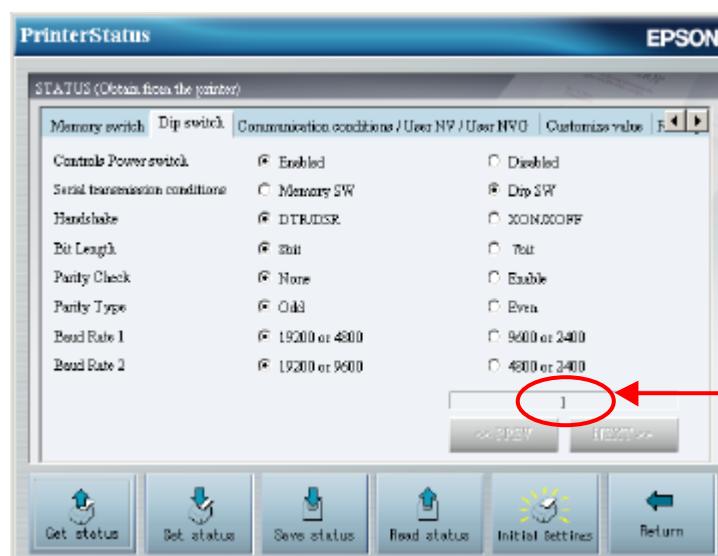 PrinterStatus
EPSON
STATUS (Obtain from the printer)
Memory switch Dip switch Communication conditions / User NV / User NVG Customize value
Controls Power switch Enabled Disabled
Serial transmission conditions Memory SW Dip SW
Handshake DTR/DSR XON/XOFF
Bit Length 8bit 7bit
Parity Check None Enable
Parity Type Odd Even
Baud Rate 1 19200 or 4800 9600 or 2400
Baud Rate 2 19200 or 9600 4800 or 2400
1
<< PREV NEXT >>
Get status Set status Save status Read status Initial Settings Return